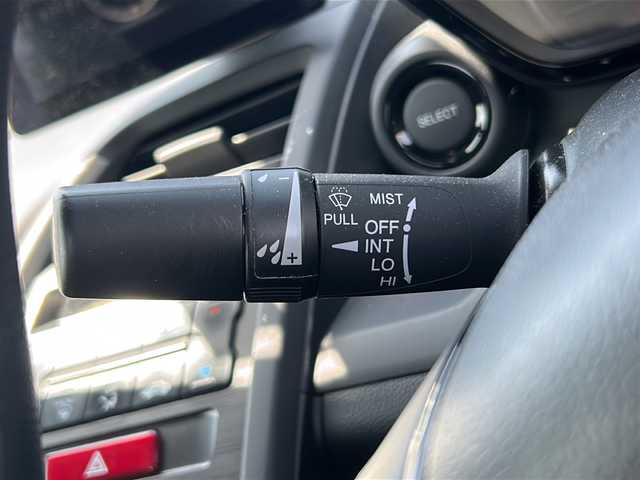 SELECT
MIST
PULL
OFF
INT
LO
HI
− 
+